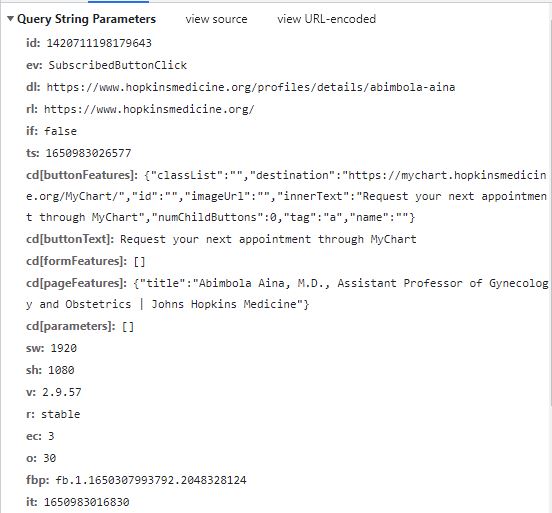 Query String Parameters view source view URL-encoded
id: 1420711198179643
ev: SubscribedButtonClick
dl: https://www.hopkinsmedicine.org/profiles/details/abimbola-aina
rl: https://www.hopkinsmedicine.org/
if: false
ts: 1650983026577
cd[buttonFeatures]: {"classList":"","destination":"https://mychart.hopkinsmedicin
e.org/MyChart/","id":"","imageUrl":"","innerText":"Request your next appointmen
t through MyChart","numChildButtons":0,"tag":"a","name":""}
cd[buttonText]: Request your next appointment through MyChart
cd[formFeatures]: []
cd[pageFeatures]: {"title":"Abimbola Aina, M.D., Assistant Professor of Gynecolog
y and Obstetrics | Johns Hopkins Medicine"}
cd[parameters]: []
sw: 1920
sh: 1080
v: 2.9.57
r: stable
ec: 3
o: 30
fbp: fb.1.1650307993792.2048328124
it: 1650983016830